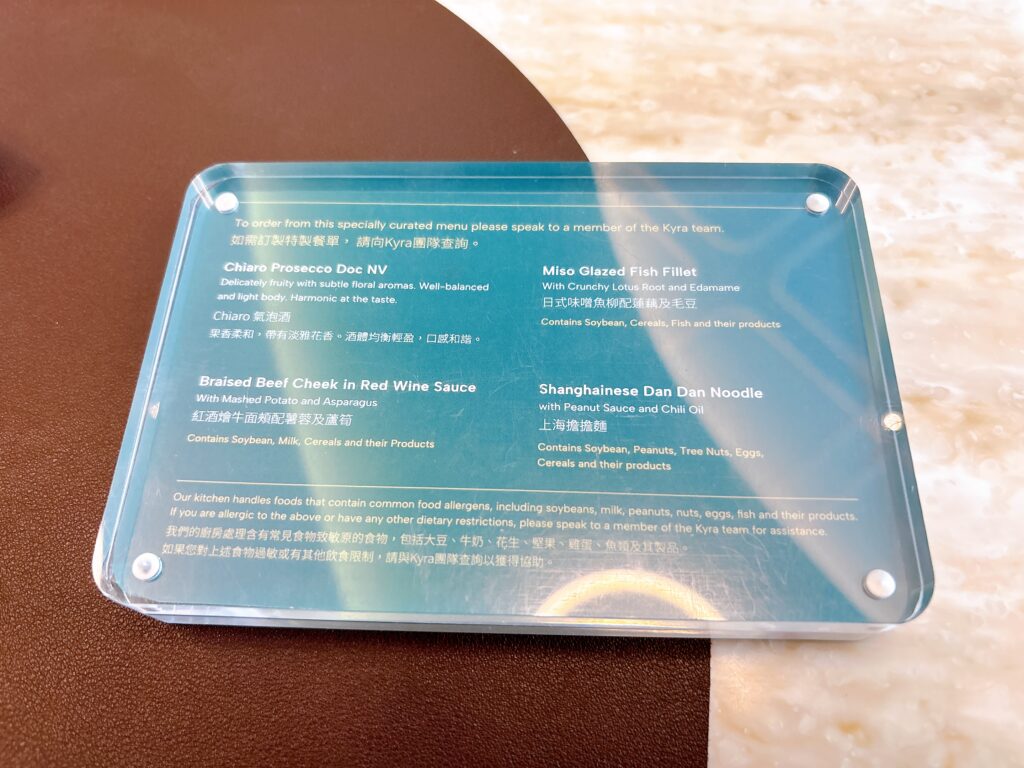 To order from this specially curated menu please speak to a member of the Kyra team.
如需訂製特製餐單，請向Kyra團隊查詢。
Chiaro Prosecco Doc NV
Delicately fruity with subtle floral aromas. Well-balanced
and light body. Harmonic at the taste.
Chiaro 氣泡酒
果香柔和，帶有淡雅花香。酒體均衡輕盈，口感和諧。
Miso Glazed Fish Fillet
With Crunchy Lotus Root and Edamame
日式味噌魚柳配蓮藕及毛豆
Contains Soybean, Cereals, Fish and their products
Braised Beef Cheek in Red Wine Sauce
With Mashed Potato and Asparagus
紅酒燴牛面頰配薯蓉及蘆筍
Contains Soybean, Milk, Cereals and their Products
Shanghainese Dan Dan Noodle
with Peanut Sauce and Chili Oil
上海擔擔麵
Contains Soybean, Peanuts, Tree Nuts, Eggs,
Cereals and their products
Our kitchen handles foods that contain common food allergens, including soybeans, milk, peanuts, nuts, eggs, fish and their products.
If you are allergic to the above or have any other dietary restrictions, please speak to a member of the Kyra team for assistance.
我們的廚房處理含有常見食物致敏原的食物，包括大豆、牛奶、花生、堅果、雞蛋、魚類及其製品。
如果您對上述食物過敏或有其他飲食限制，請與Kyra團隊查詢以獲得協助。